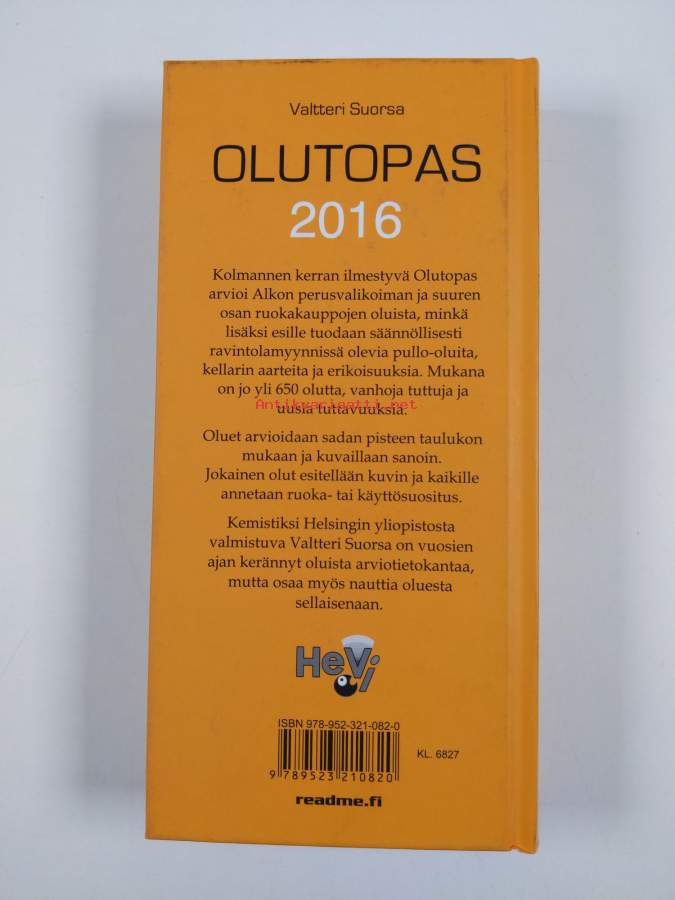 Valtteri Suorsa
OLUTOPAS
2016
Kolmannen kerran ilmestyvä Olutopas
arvioi Alkon perusvalikoiman ja suuren
osan ruokakauppojen oluista, minkä
lisäksi esille tuodaan säännöllisesti
ravintolamyynnissä olevia pullo-oluita,
kellarin aarteita ja erikoisuuksia. Mukana
on jo yli 650 olutta, vanhoja tuttuja ja
Antikvariaatti.net
uusia tuttavuuksia.
Oluet arvioidaan sadan pisteen taulukon
mukaan ja kuvaillaan sanoin.
Jokainen olut esitellään kuvin ja kaikille
annetaan ruoka- tai käyttösuositus.
Kemistiksi Helsingin yliopistosta
valmistuva Valtteri Suorsa on vuosien
ajan kerännyt oluista arviotietokantaa,
mutta osaa myös nauttia oluesta
sellaisenaan.
HeVi
ISBN 978-952-321-082-0
KL. 6827
9 789523 210820
readme.fi